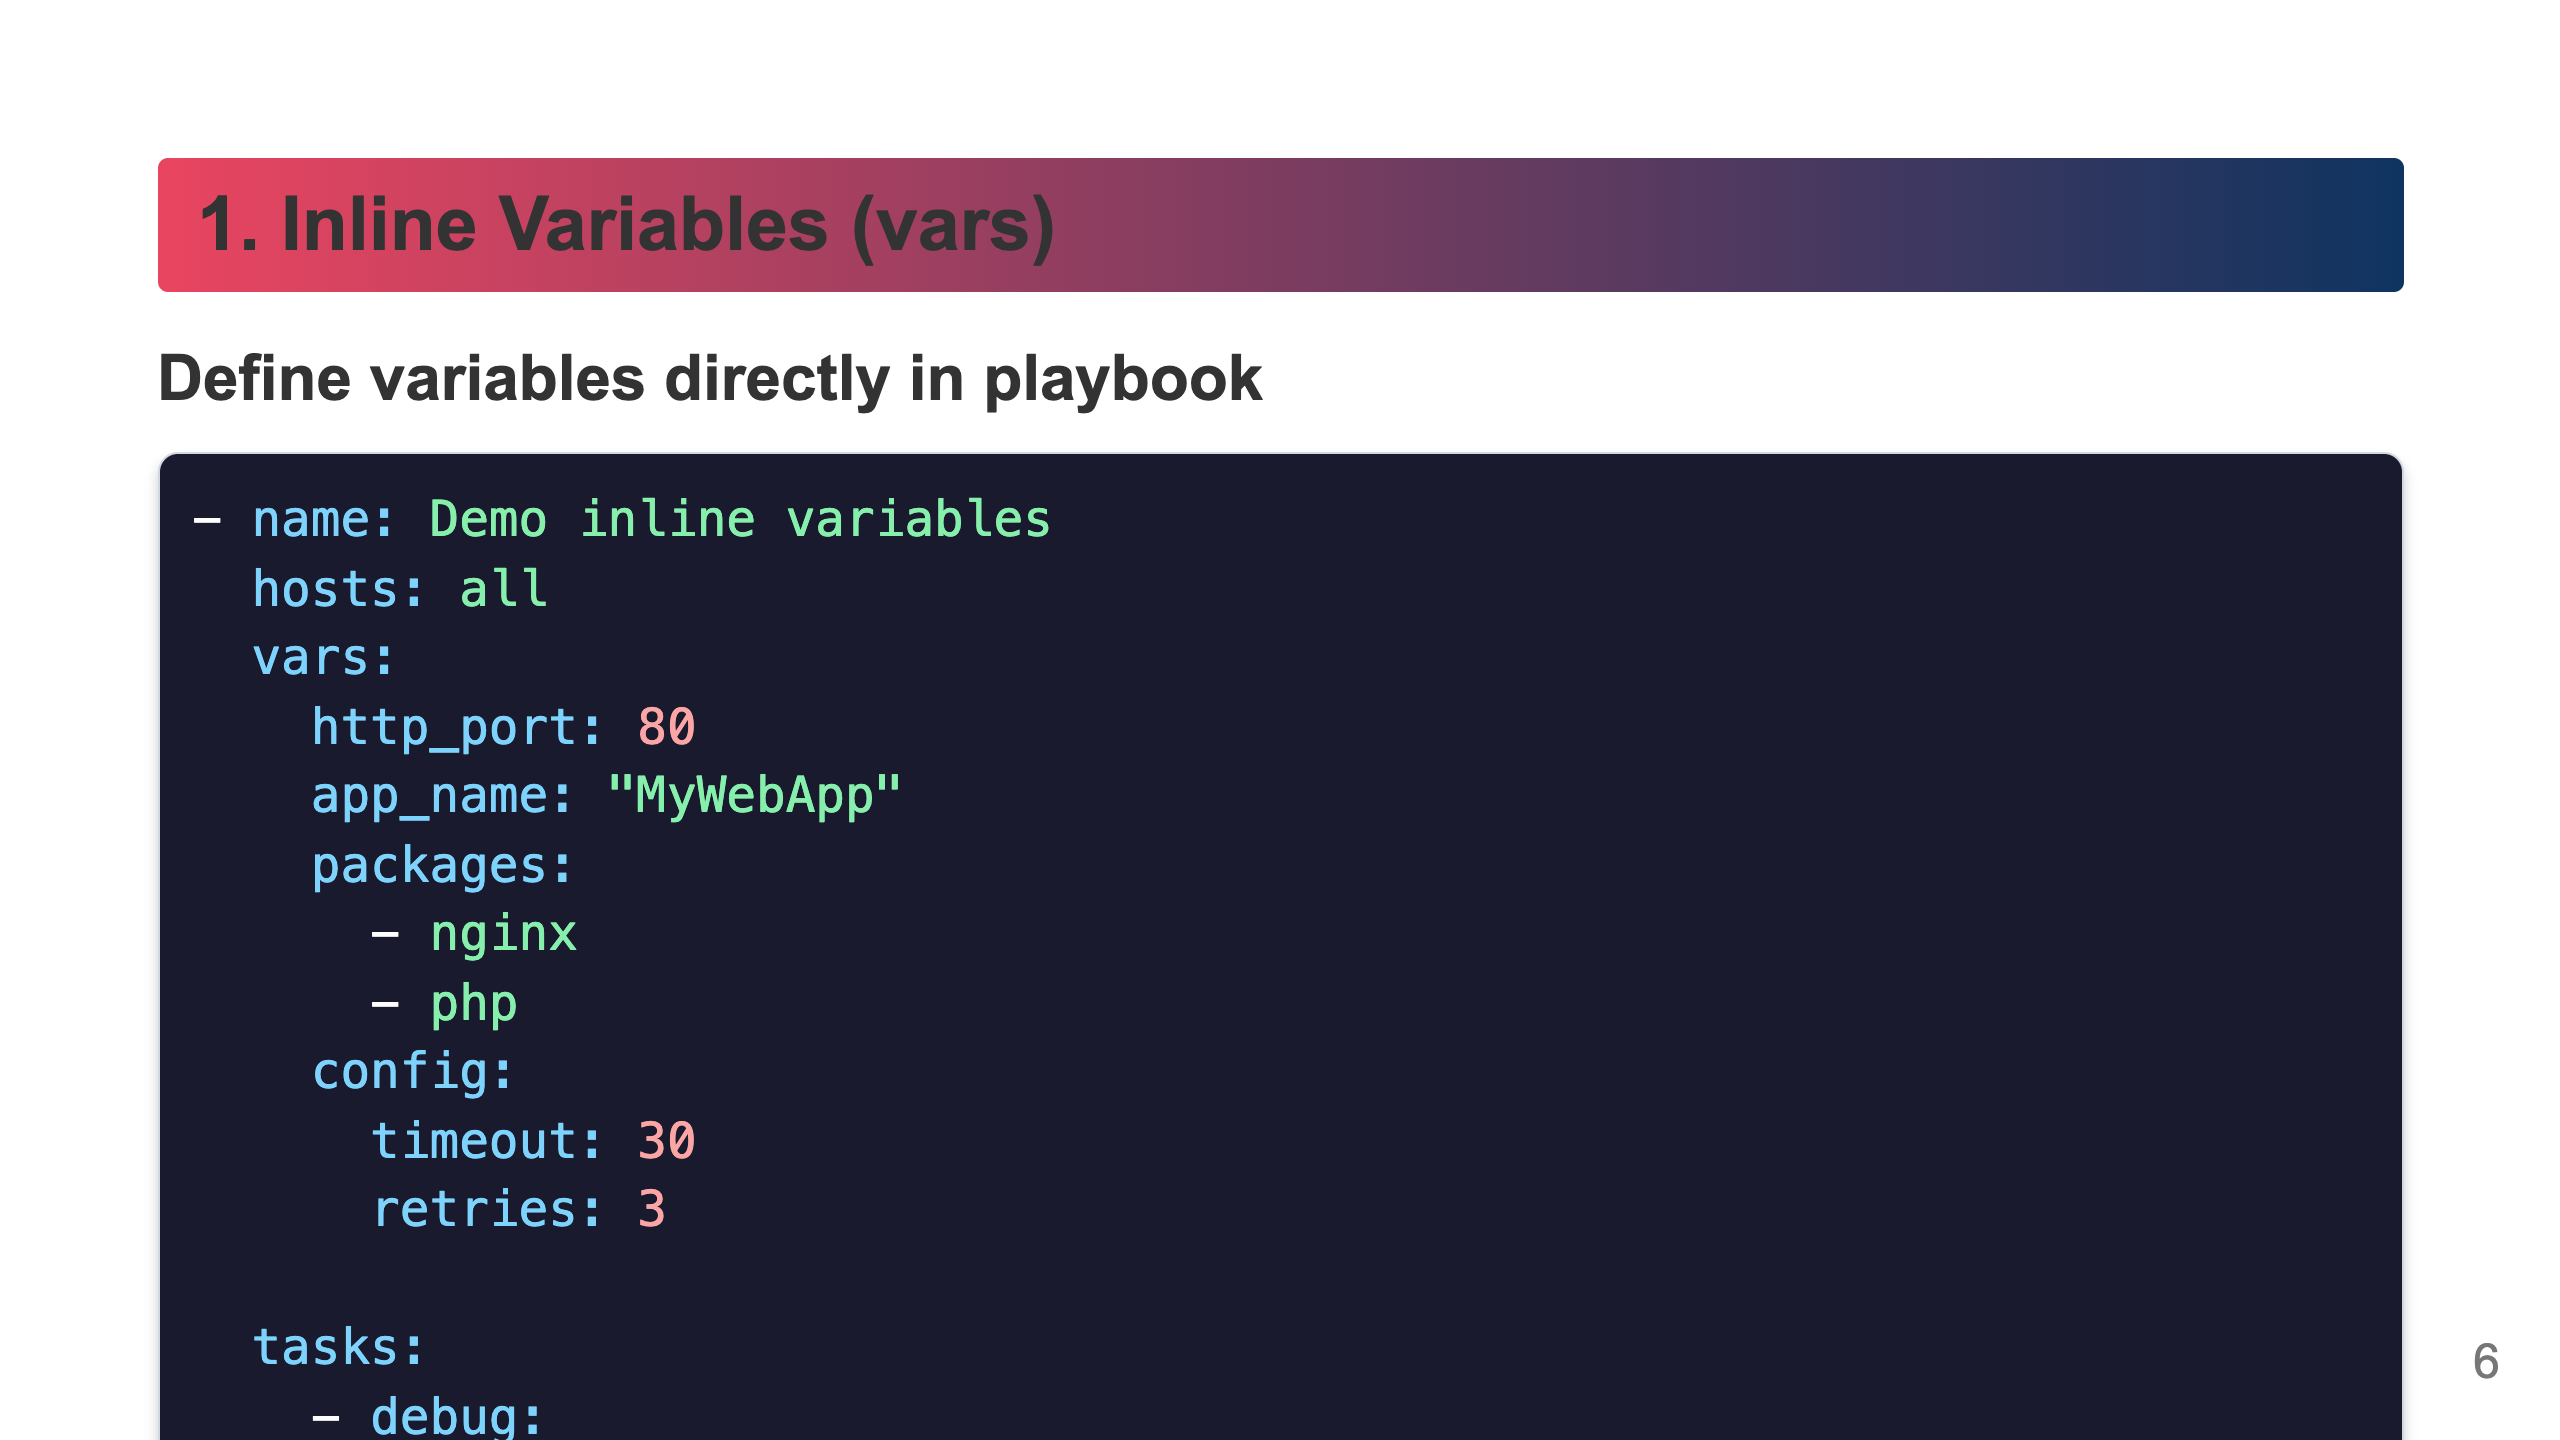 1. Inline Variables (vars)
Define variables directly in playbook
- name: Demo inline variables
  hosts: all
  vars:
    http_port: 80
    app_name: "MyWebApp"
    packages:
      - nginx
      - php
    config:
      timeout: 30
      retries: 3
  tasks:
    - debug:
6